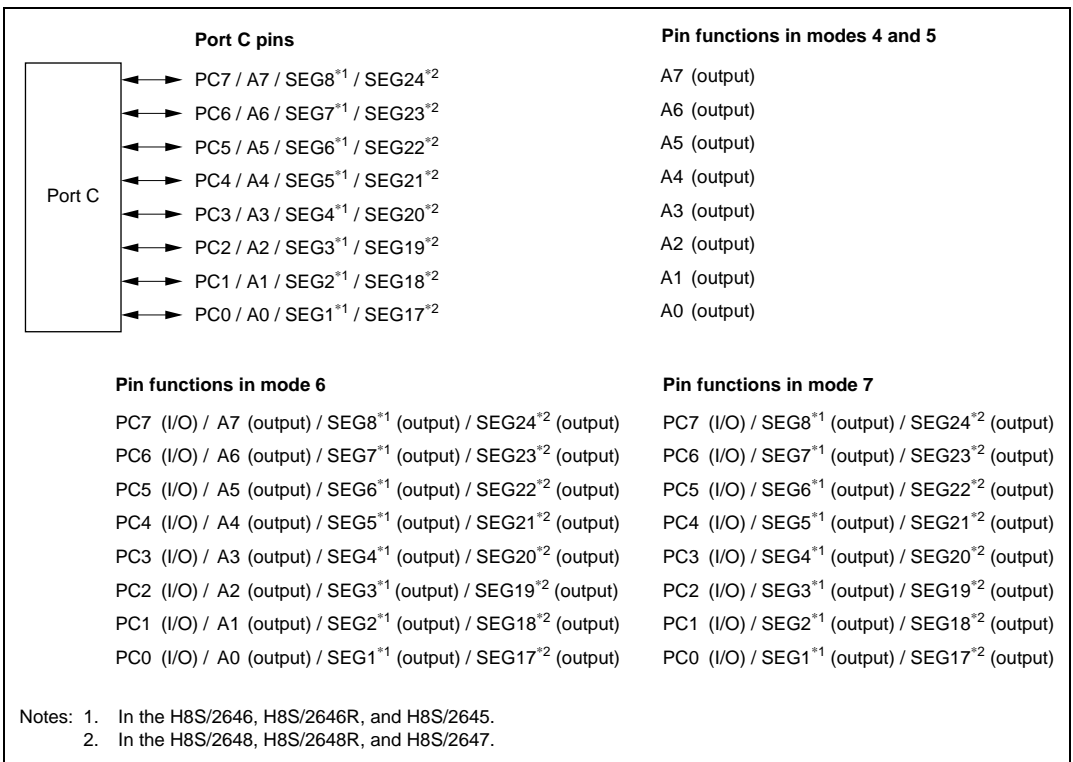 Port C pins Pin functions in modes 4 and 5
Port C
PC7 / A7 / SEG8*1 / SEG24*2 A7 (output)
PC6 / A6 / SEG7*1 / SEG23*2 A6 (output)
PC5 / A5 / SEG6*1 / SEG22*2 A5 (output)
PC4 / A4 / SEG5*1 / SEG21*2 A4 (output)
PC3 / A3 / SEG4*1 / SEG20*2 A3 (output)
PC2 / A2 / SEG3*1 / SEG19*2 A2 (output)
PC1 / A1 / SEG2*1 / SEG18*2 A1 (output)
PC0 / A0 / SEG1*1 / SEG17*2 A0 (output)
Pin functions in mode 6 Pin functions in mode 7
PC7 (I/O) / A7 (output) / SEG8*1 (output) / SEG24*2 (output) PC7 (I/O) / SEG8*1 (output) / SEG24*2 (output)
PC6 (I/O) / A6 (output) / SEG7*1 (output) / SEG23*2 (output) PC6 (I/O) / SEG7*1 (output) / SEG23*2 (output)
PC5 (I/O) / A5 (output) / SEG6*1 (output) / SEG22*2 (output) PC5 (I/O) / SEG6*1 (output) / SEG22*2 (output)
PC4 (I/O) / A4 (output) / SEG5*1 (output) / SEG21*2 (output) PC4 (I/O) / SEG5*1 (output) / SEG21*2 (output)
PC3 (I/O) / A3 (output) / SEG4*1 (output) / SEG20*2 (output) PC3 (I/O) / SEG4*1 (output) / SEG20*2 (output)
PC2 (I/O) / A2 (output) / SEG3*1 (output) / SEG19*2 (output) PC2 (I/O) / SEG3*1 (output) / SEG19*2 (output)
PC1 (I/O) / A1 (output) / SEG2*1 (output) / SEG18*2 (output) PC1 (I/O) / SEG2*1 (output) / SEG18*2 (output)
PC0 (I/O) / A0 (output) / SEG1*1 (output) / SEG17*2 (output) PC0 (I/O) / SEG1*1 (output) / SEG17*2 (output)
Notes: 1. In the H8S/2646, H8S/2646R, and H8S/2645.
2. In the H8S/2648, H8S/2648R, and H8S/2647.